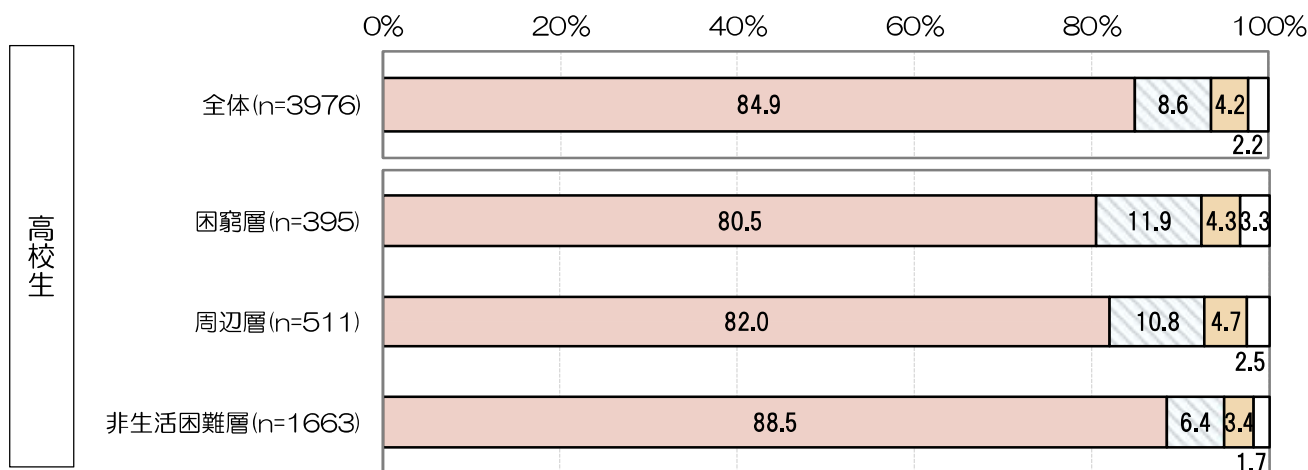 0% 20% 40% 60% 80% 100%
高校生
全体(n=3976) 84.9 8.6 4.2
2.2
困窮層(n=395) 80.5 11.9 4.3 3.3
周辺層(n=511) 82.0 10.8 4.7
2.5
非生活困難層(n=1663) 88.5 6.4 3.4
1.7